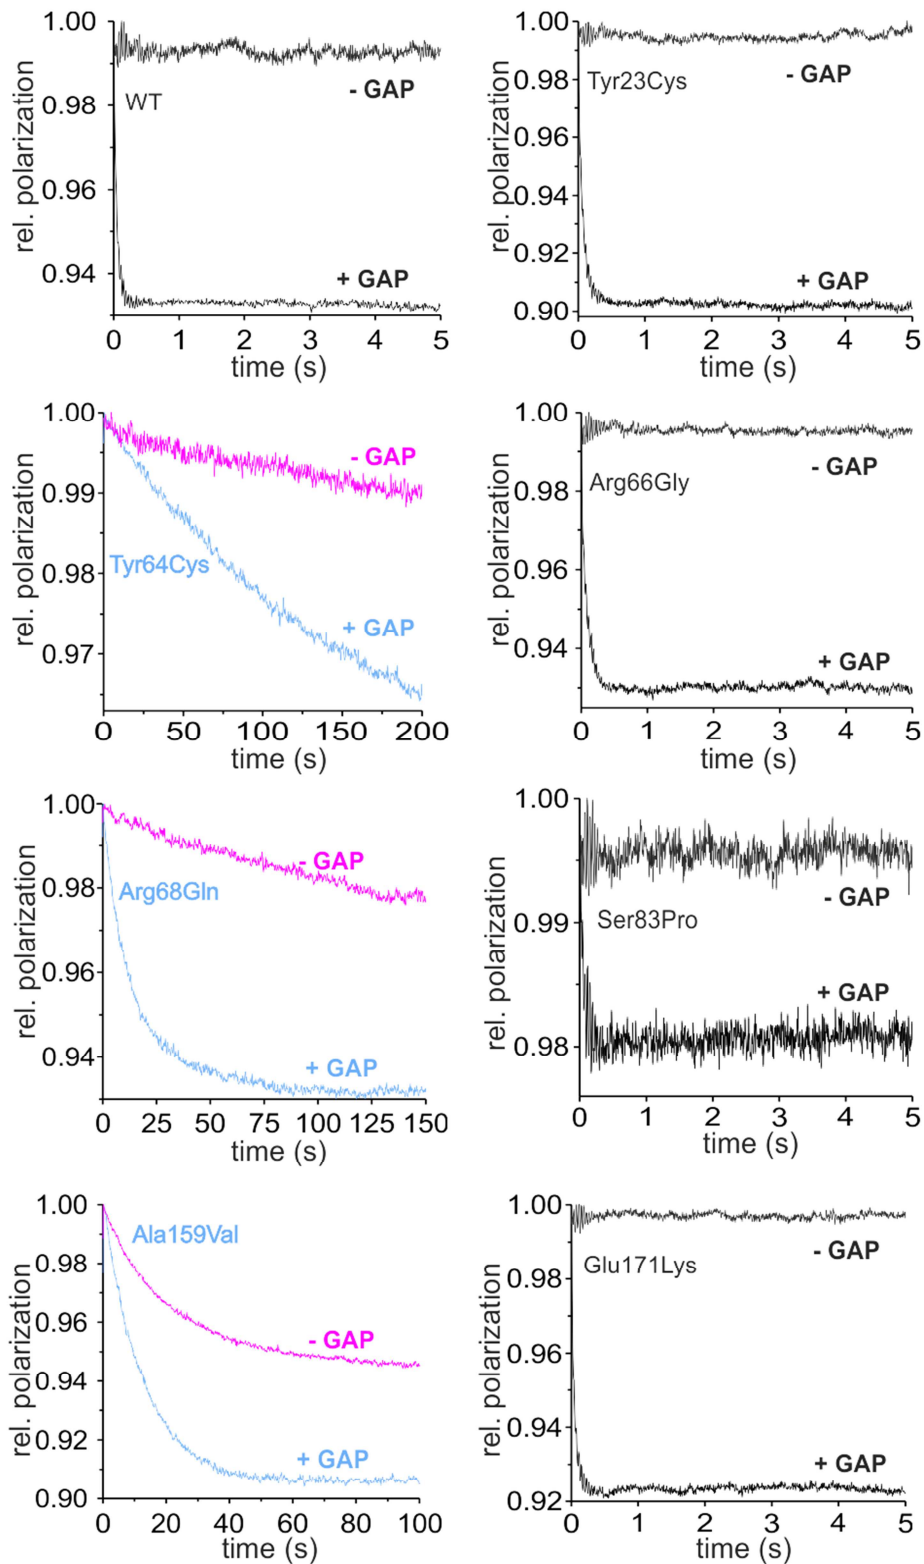 1.00
0.98
0.96
0.94
rel. polarization
WT
- GAP
+ GAP
0 1 2 3 4 5
time (s)
1.00
0.98
0.96
0.94
0.92
0.90
rel. polarization
Tyr23Cys
- GAP
+ GAP
0 1 2 3 4 5
time (s)
1.00
0.99
0.98
0.97
rel. polarization
- GAP
Tyr64Cys
+ GAP
0 50 100 150 200
time (s)
1.00
0.98
0.96
0.94
rel. polarization
- GAP
Arg66Gly
+ GAP
0 1 2 3 4 5
time (s)
1.00
0.98
0.96
0.94
rel. polarization
- GAP
Arg68Gln
+ GAP
0 25 50 75 100 125 150
time (s)
1.00
0.99
0.98
rel. polarization
- GAP
Ser83Pro
+ GAP
0 1 2 3 4 5
time (s)
1.00
0.98
0.96
0.94
0.92
0.90
rel. polarization
Ala159Val
- GAP
+ GAP
0 20 40 60 80 100
time (s)
1.00
0.98
0.96
0.94
0.92
rel. polarization
- GAP
Glu171Lys
+ GAP
0 1 2 3 4 5
time (s)